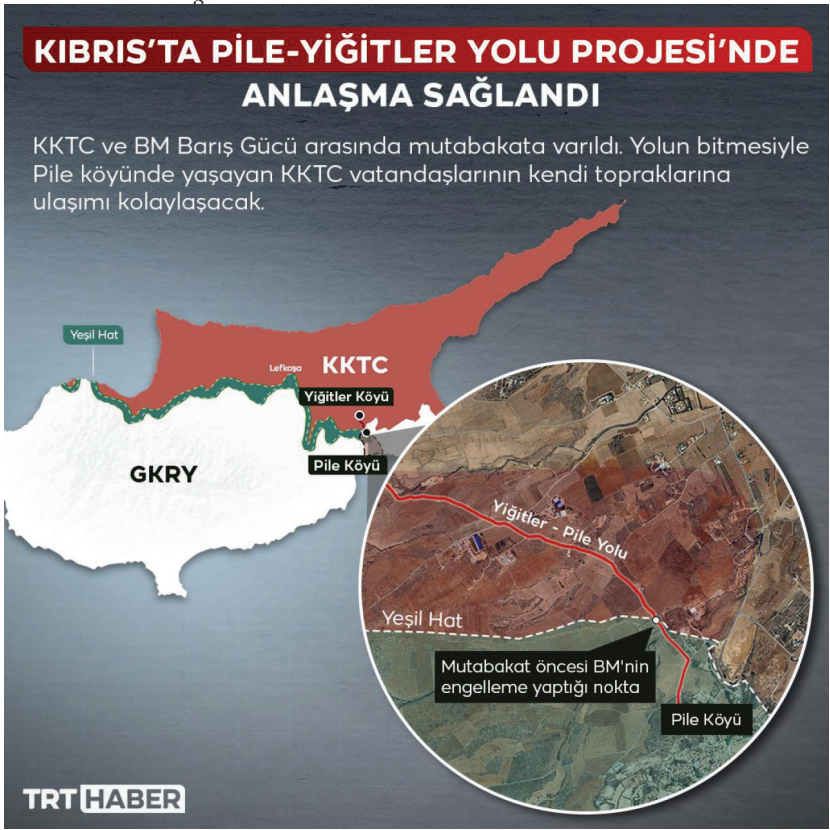 KIBRIS'TA PİLE-YİĞİTLER YOLU PROJESİ'NDE
ANLAŞMA SAĞLANDI
KKTC ve BM Barış Gücü arasında mutabakata varıldı. Yolun bitmesiyle
Pile köyünde yaşayan KKTC vatandaşlarının kendi topraklarına
ulaşımı kolaylaşacak.
Yeşil Hat
Lefkoşa
KKTC
Yiğitler Köyü
Pile Köyü
GKRY
Yiğitler - Pile Yolu
Yeşil Hat
Mutabakat öncesi BM'nin
engelleme yaptığı nokta
Pile Köyü
TRT HABER